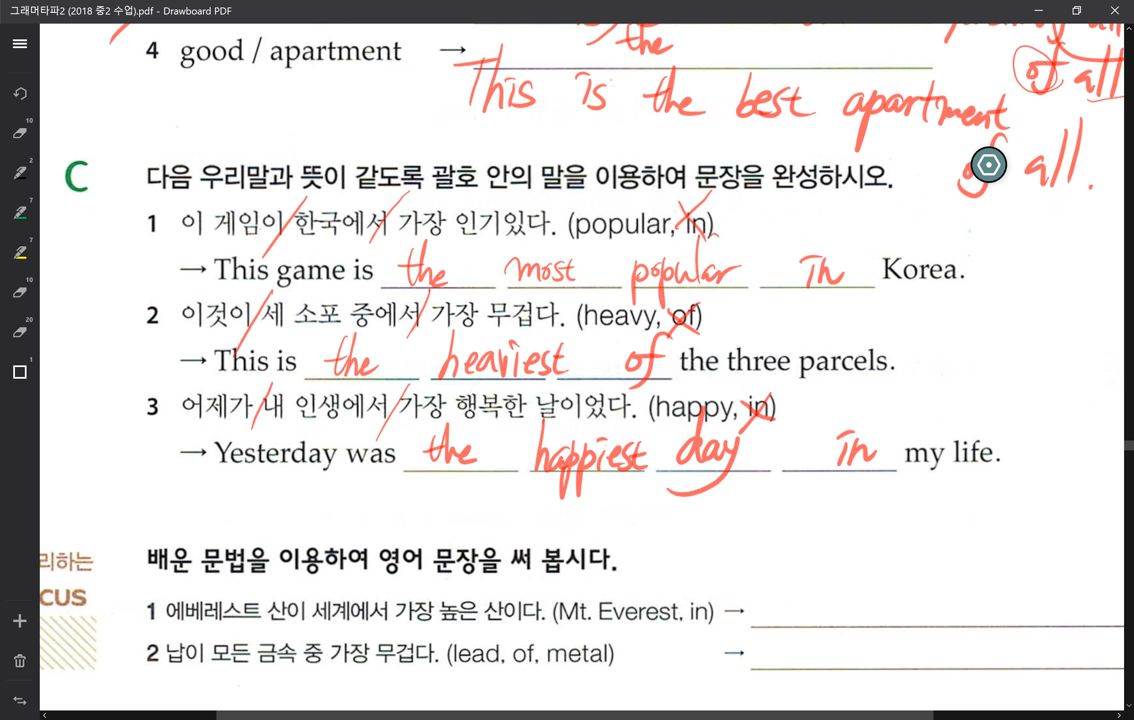 그래머타파2 (2018 중2 수업).pdf - Drawboard PDF
4 good / apartment → the
This is the best apartment of all.
of all
C 다음 우리말과 뜻이 같도록 괄호 안의 말을 이용하여 문장을 완성하시오.
1 이 게임이 한국에서 가장 인기있다. (popular, in)
→ This game is the most popular in Korea.
2 이것이 세 소포 중에서 가장 무겁다. (heavy, of)
→ This is the heaviest of the three parcels.
3 어제가 내 인생에서 가장 행복한 날이었다. (happy, in)
→ Yesterday was the happiest day in my life.
리하는 배운 문법을 이용하여 영어 문장을 써 봅시다.
CUS
1 에베레스트 산이 세계에서 가장 높은 산이다. (Mt. Everest, in) →
2 납이 모든 금속 중 가장 무겁다. (lead, of, metal) →
10
2
7
7
10
20
1